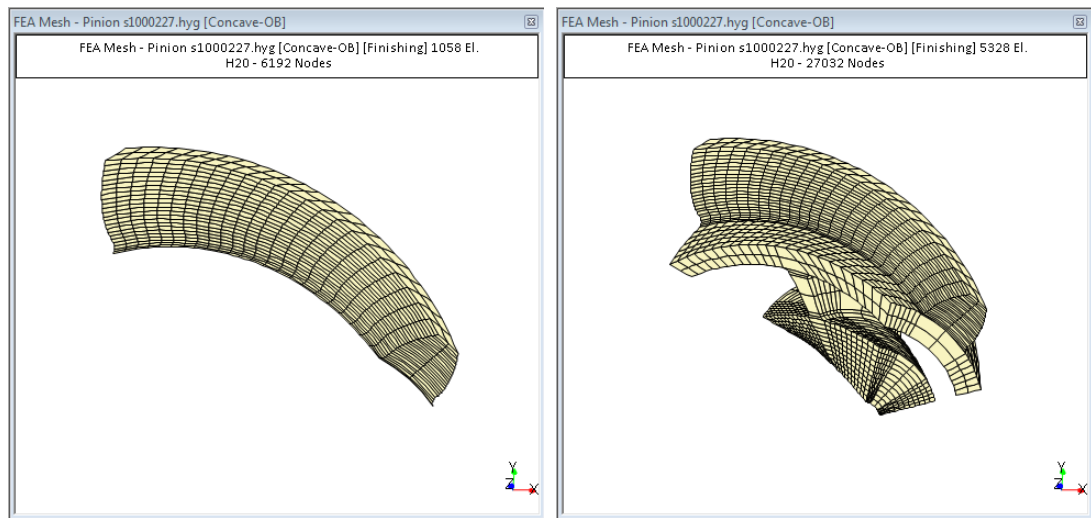 FEA Mesh - Pinion s1000227.hyg [Concave-OB]
FEA Mesh - Pinion s1000227.hyg [Concave-OB] [Finishing] 1058 El.
H20 - 6192 Nodes
Y
Z
X
FEA Mesh - Pinion s1000227.hyg [Concave-OB]
FEA Mesh - Pinion s1000227.hyg [Concave-OB] [Finishing] 5328 El.
H20 - 27032 Nodes
Y
Z
X